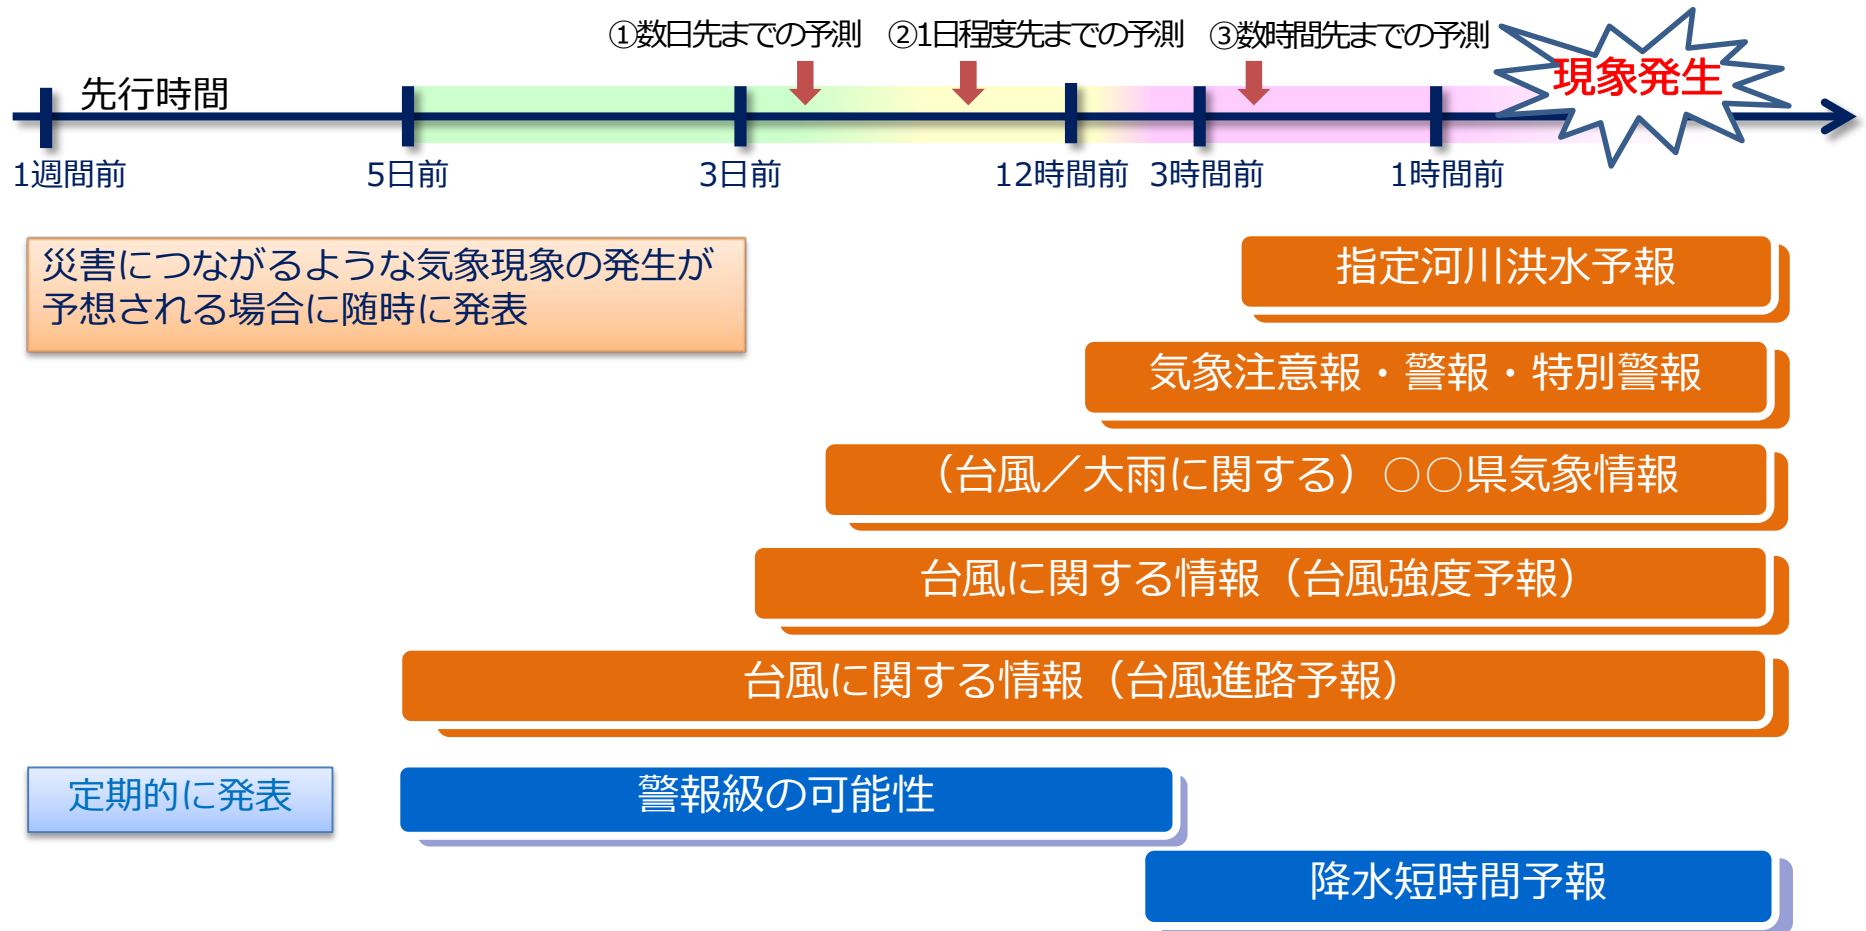 ①数日先までの予測 ②1日程度先までの予測 ③数時間先までの予測
現象発生
先行時間
1週間前 5日前 3日前 12時間前 3時間前 1時間前
災害につながるような気象現象の発生が
予想される場合に随時に発表
指定河川洪水予報
気象注意報・警報・特別警報
（台風／大雨に関する）○○県気象情報
台風に関する情報（台風強度予報）
台風に関する情報（台風進路予報）
定期的に発表
警報級の可能性
降水短時間予報